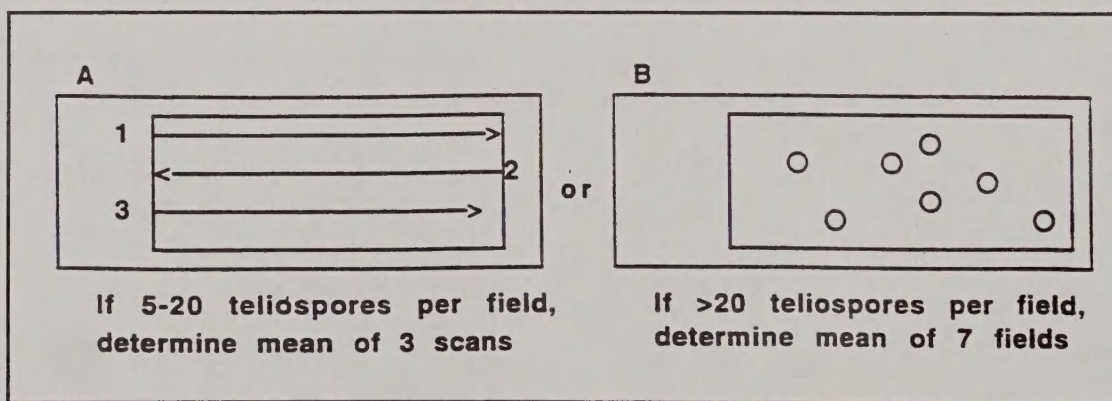 A
1
2
3
If 5-20 teliospores per field,
determine mean of 3 scans
or
B
If >20 teliospores per field,
determine mean of 7 fields